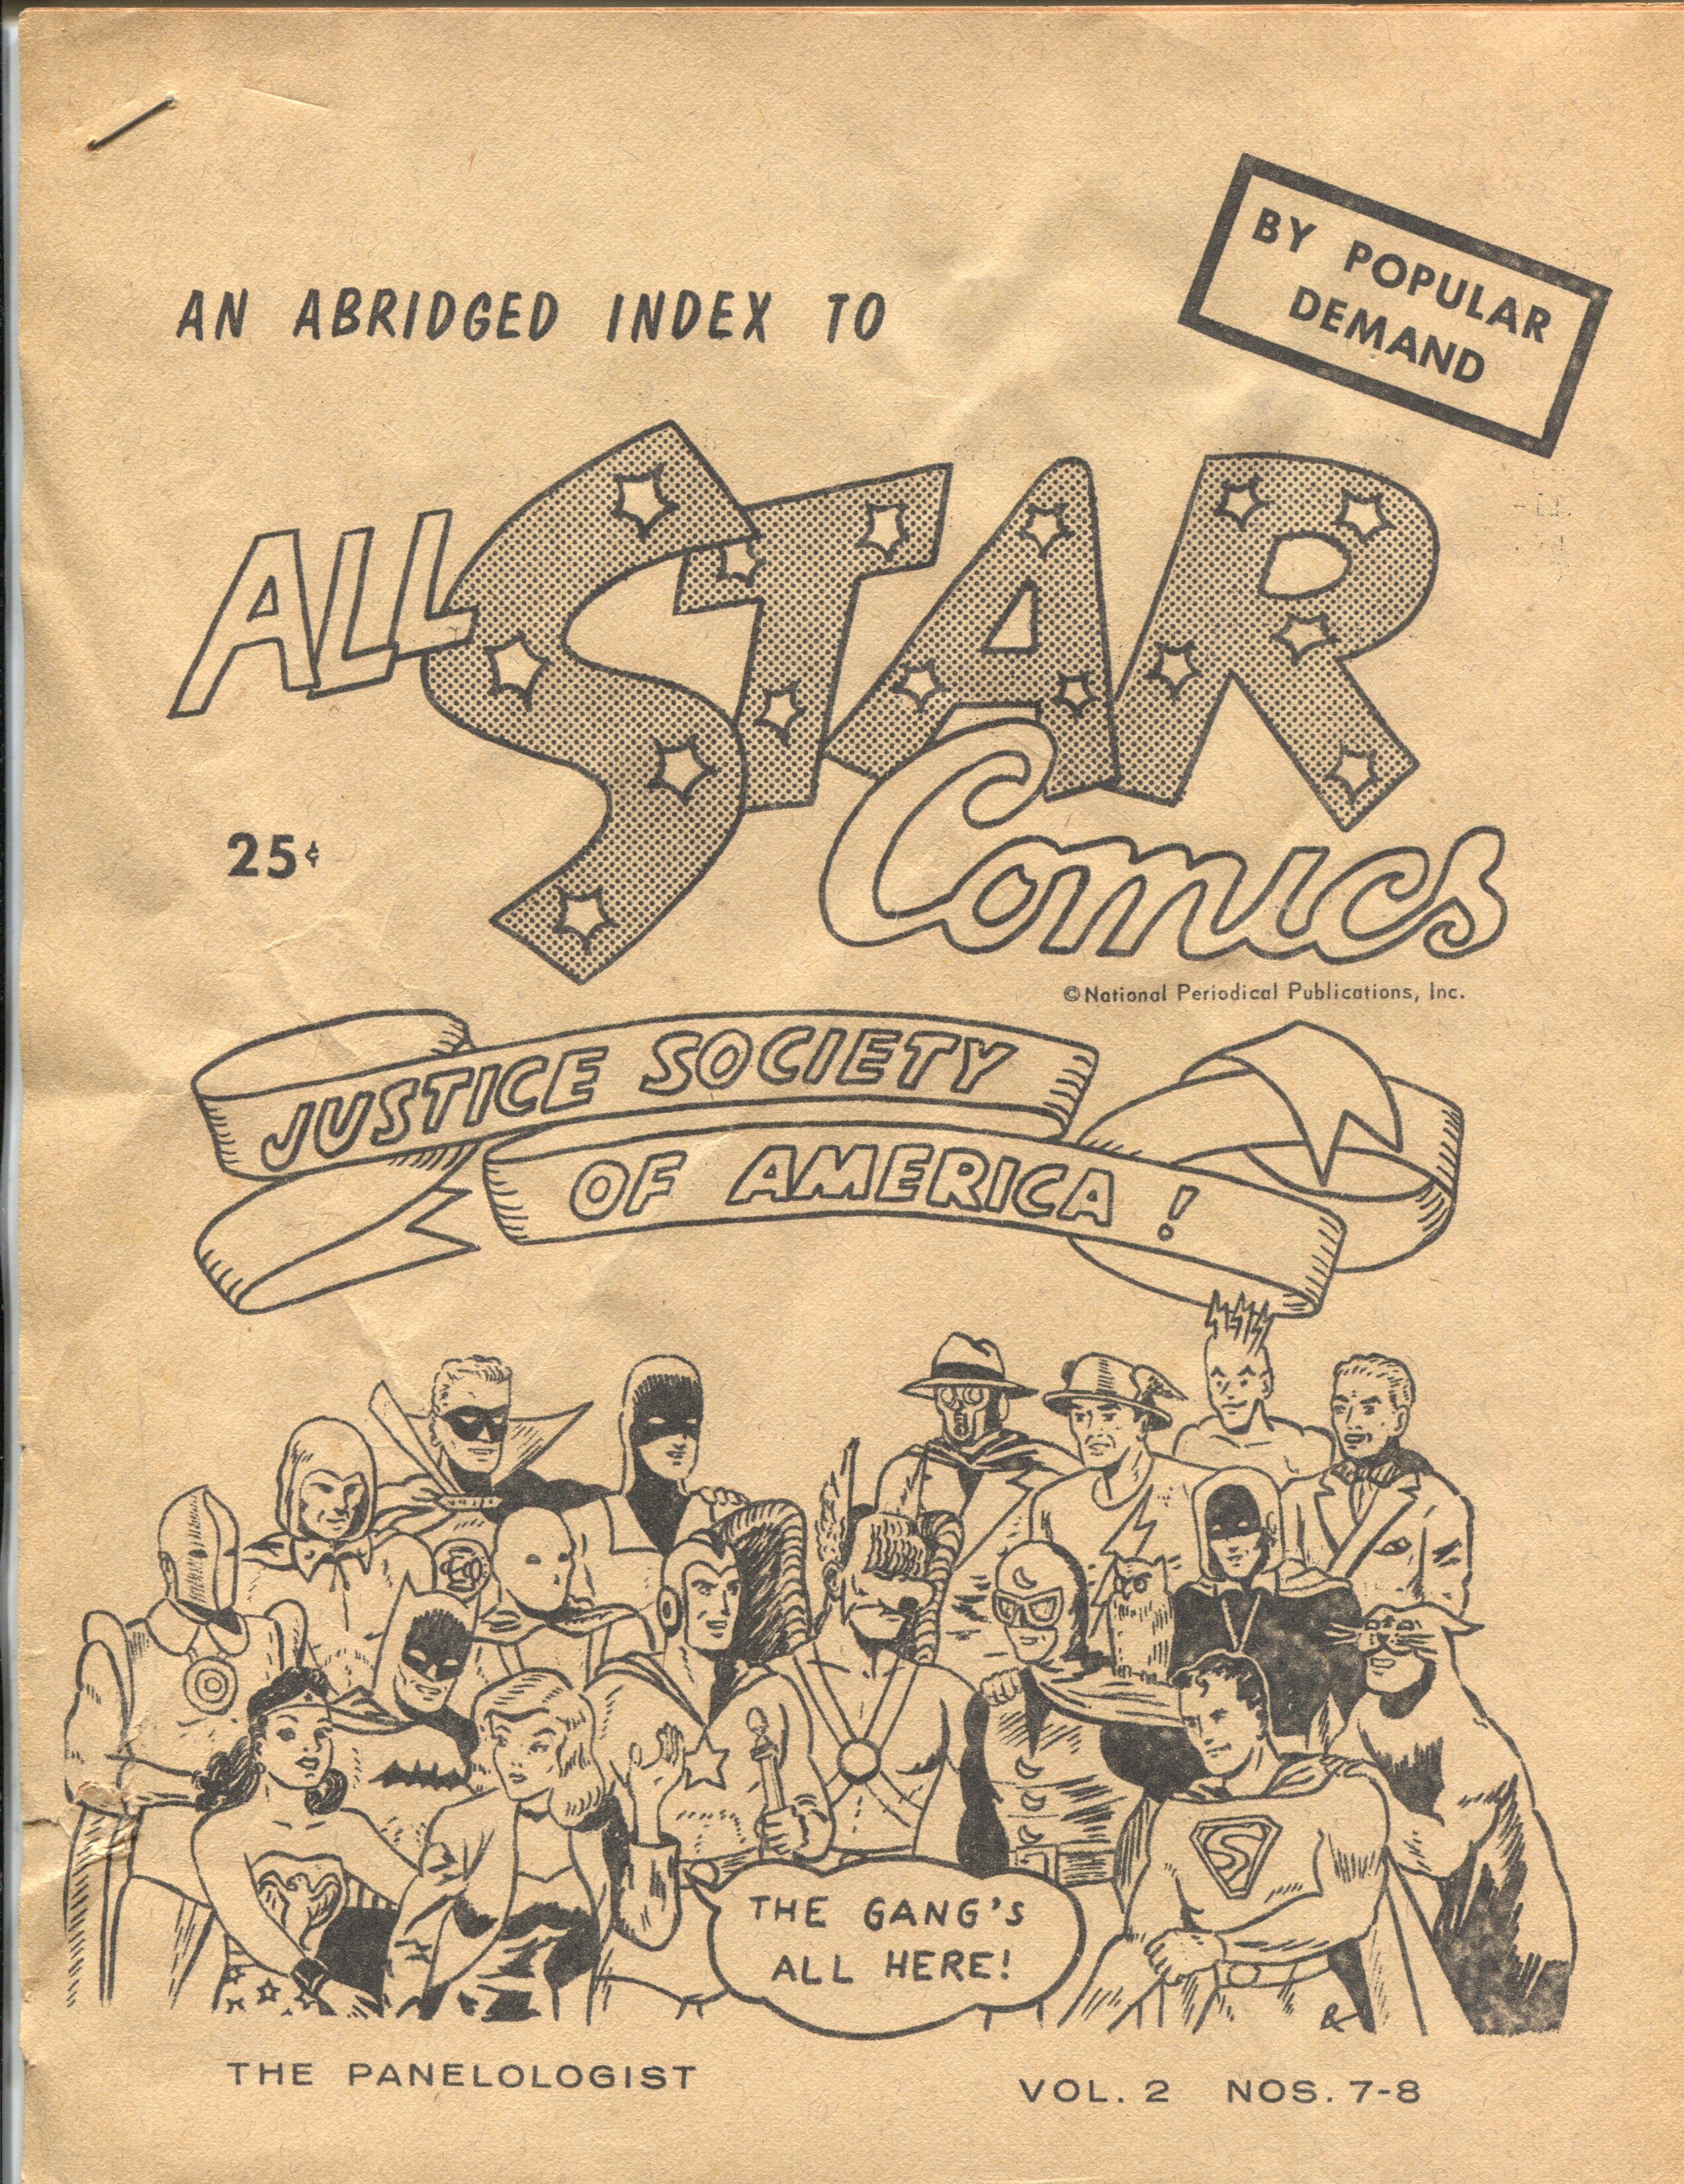 BY POPULAR
DEMAND
AN ABRIDGED INDEX TO
ALL STAR
Comics
25¢
©National Periodical Publications, Inc.
JUSTICE SOCIETY
OF AMERICA!
S
THE GANG'S
ALL HERE!
THE PANELOLOGIST
VOL. 2 NOS. 7-8